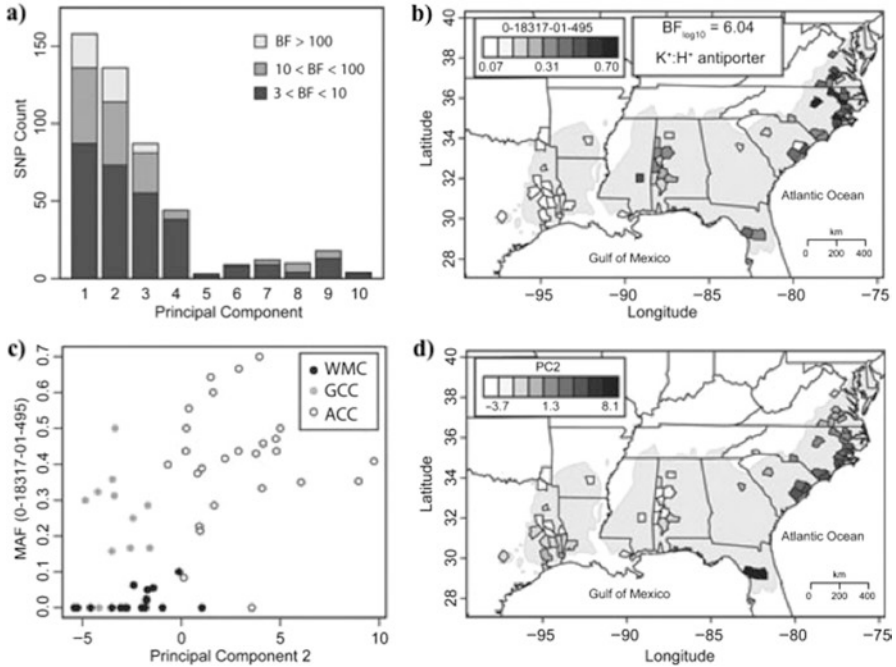 a)
150
100
50
0
SNP Count
BF > 100
10 < BF < 100
3 < BF < 10
1 2 3 4 5 6 7 8 9 10
Principal Component
b)
40
38
36
34
32
30
28
Latitude
0-18317-01-495
0.07 0.31 0.70
BFlog10 = 6.04
K+:H+ antiporter
Atlantic Ocean
Gulf of Mexico
km
0 200 400
−95 −90 −85 −80 −75
Longitude
c)
0.7
0.6
0.5
0.4
0.3
0.2
0.1
0.0
MAF (0-18317-01-495)
WMC
GCC
ACC
−5 0 5 10
Principal Component 2
d)
40
38
36
34
32
30
28
Latitude
PC2
−3.7 1.3 8.1
Atlantic Ocean
Gulf of Mexico
km
0 200 400
−95 −90 −85 −80 −75
Longitude